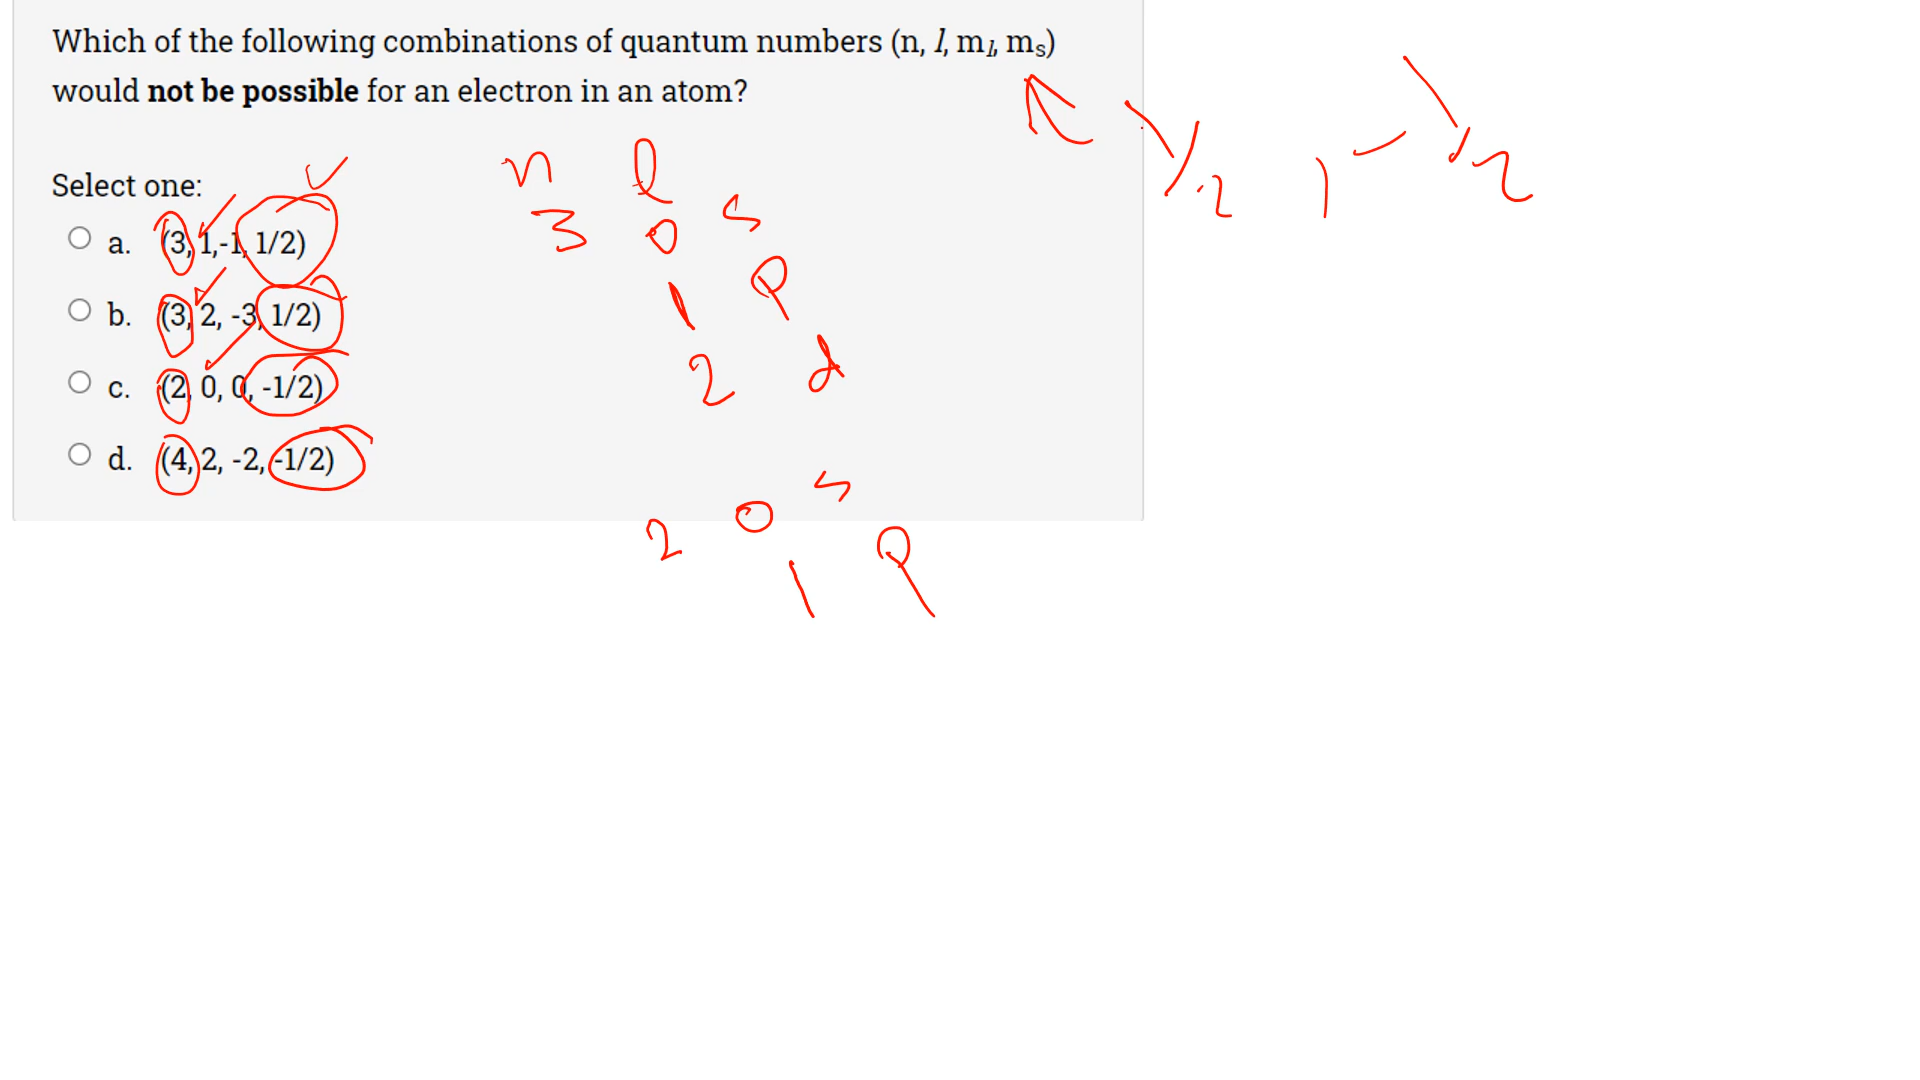 Which of the following combinations of quantum numbers (n, l, mₗ, mₛ)
would not be possible for an electron in an atom?
1/2 , -1/2
Select one:
n l
a. (3, 1,-1, 1/2)
3 0 s
b. (3, 2, -3, 1/2)
1 p
c. (2, 0, 0, -1/2)
2 d
d. (4, 2, -2, -1/2)
2 0 s
1 p